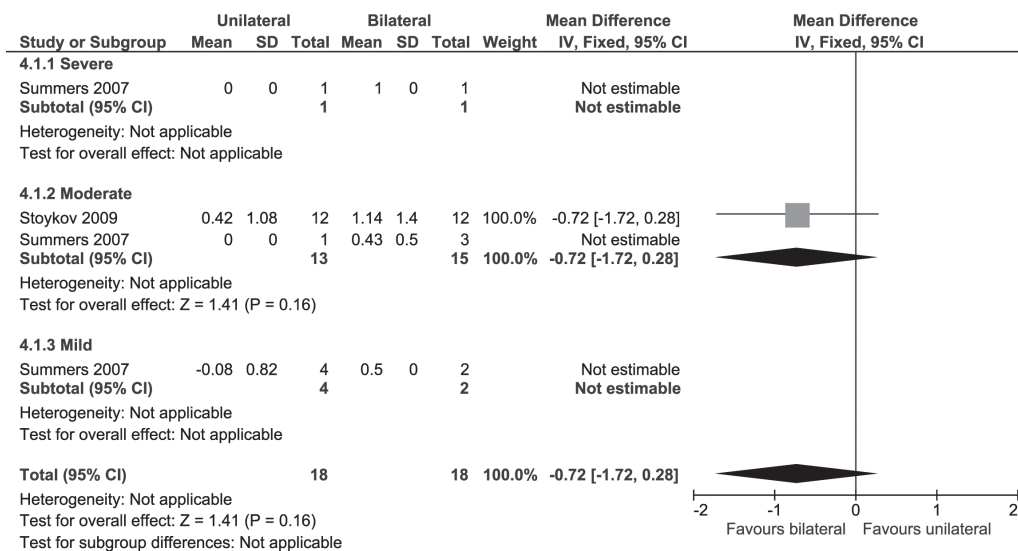 Unilateral Bilateral Mean Difference Mean Difference
Study or Subgroup Mean SD Total Mean SD Total Weight IV, Fixed, 95% CI IV, Fixed, 95% CI
4.1.1 Severe
Summers 2007 0 0 1 1 0 1 Not estimable
Subtotal (95% CI) 1 1 Not estimable
Heterogeneity: Not applicable
Test for overall effect: Not applicable
4.1.2 Moderate
Stoykov 2009 0.42 1.08 12 1.14 1.4 12 100.0% -0.72 [-1.72, 0.28]
Summers 2007 0 0 1 0.43 0.5 3 Not estimable
Subtotal (95% CI) 13 15 100.0% -0.72 [-1.72, 0.28]
Heterogeneity: Not applicable
Test for overall effect: Z = 1.41 (P = 0.16)
4.1.3 Mild
Summers 2007 -0.08 0.82 4 0.5 0 2 Not estimable
Subtotal (95% CI) 4 2 Not estimable
Heterogeneity: Not applicable
Test for overall effect: Not applicable
Total (95% CI) 18 18 100.0% -0.72 [-1.72, 0.28]
Heterogeneity: Not applicable
Test for overall effect: Z = 1.41 (P = 0.16)
Test for subgroup differences: Not applicable
-2 -1 0 1 2
Favours bilateral Favours unilateral